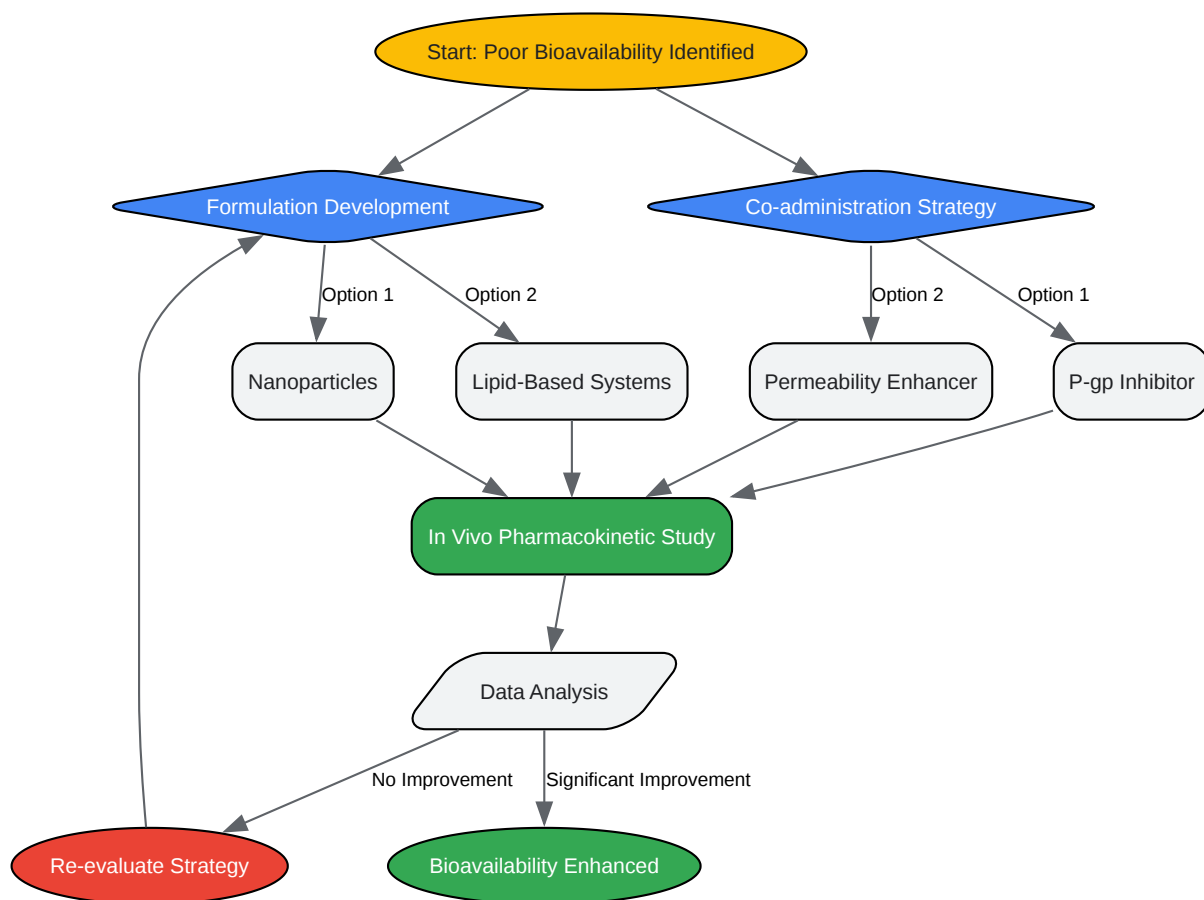 Start: Poor Bioavailability Identified
Formulation Development
Co-administration Strategy
Option 1
Option 2
Option 2
Option 1
Nanoparticles
Lipid-Based Systems
Permeability Enhancer
P-gp Inhibitor
In Vivo Pharmacokinetic Study
Data Analysis
No Improvement
Significant Improvement
Re-evaluate Strategy
Bioavailability Enhanced